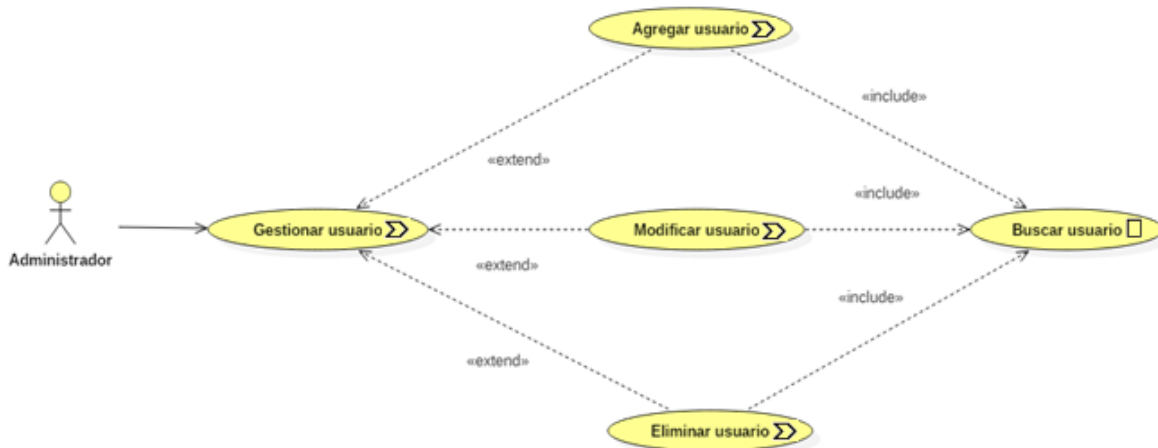 Agregar usuario
«include»
«extend»
«include»
Gestionar usuario
Modificar usuario
Buscar usuario
Administrador
«extend»
«include»
«extend»
Eliminar usuario